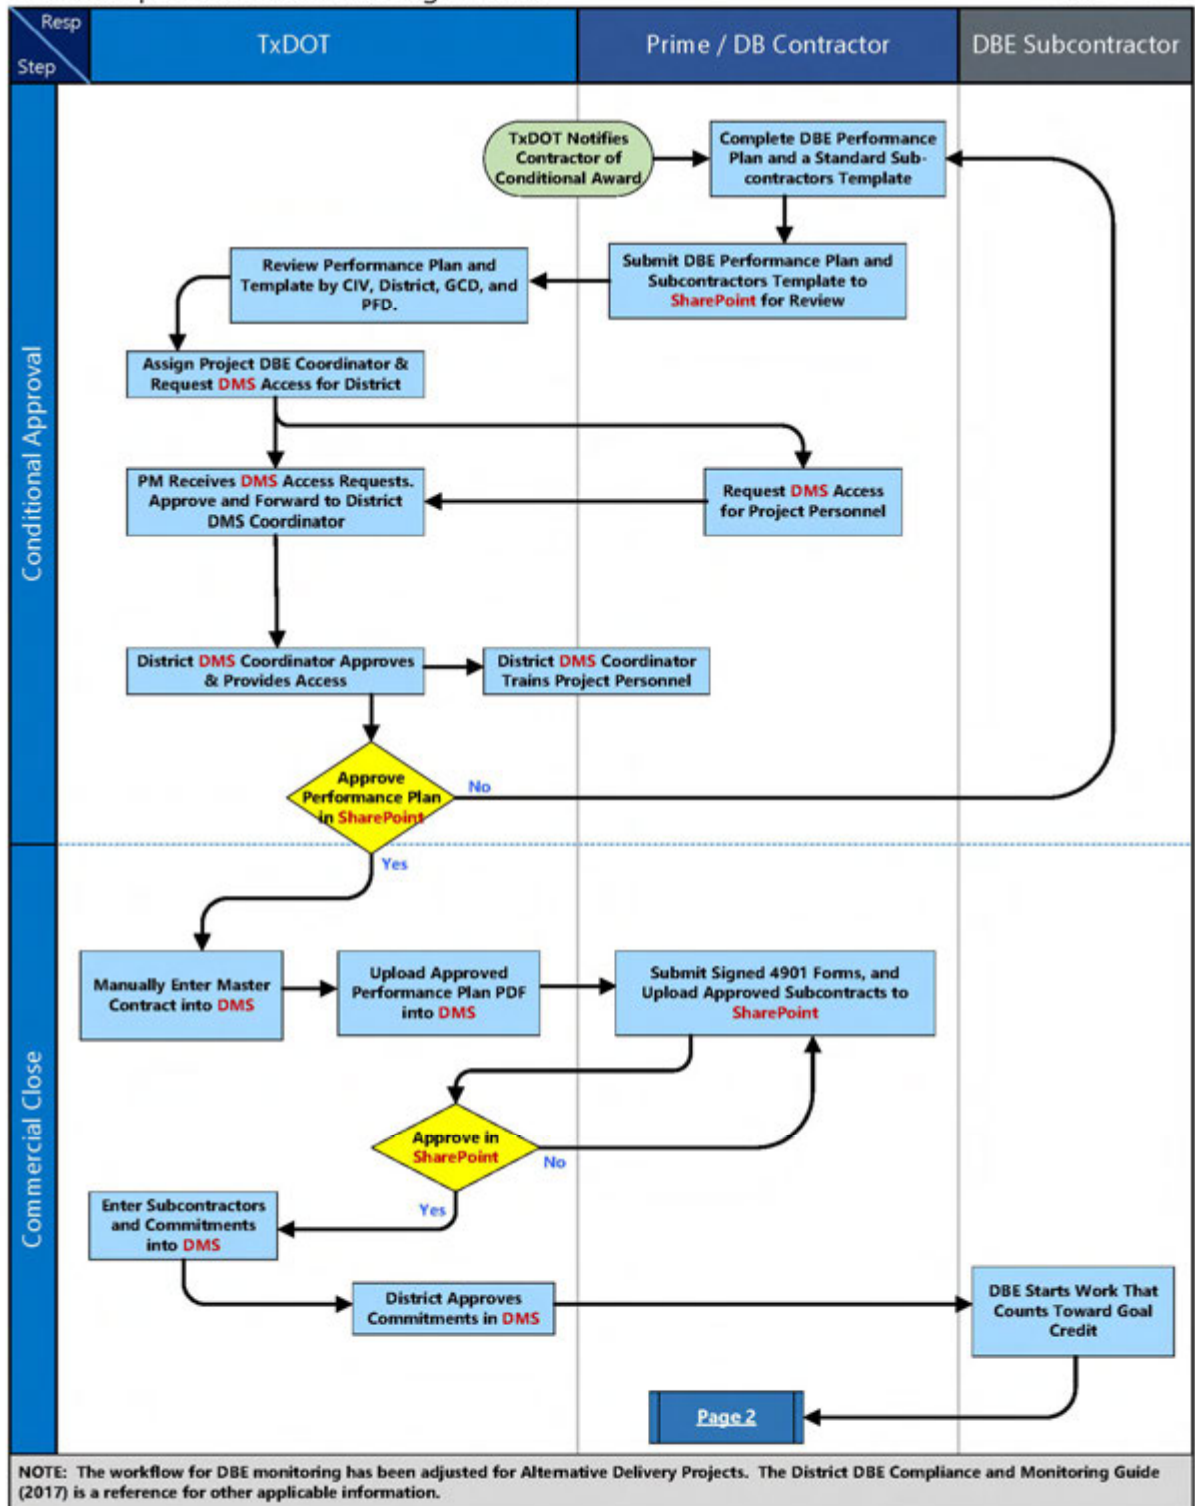 Resp
Step
TxDOT
Prime / DB Contractor
DBE Subcontractor
Conditional Approval
TxDOT Notifies
Contractor of
Conditional Award
Complete DBE Performance
Plan and a Standard Sub-
contractors Template
Submit DBE Performance Plan and
Subcontractors Template to
SharePoint for Review
Review Performance Plan and
Template by CIV, District, GCD, and
PFD.
Assign Project DBE Coordinator &
Request DMS Access for District
PM Receives DMS Access Requests.
Approve and Forward to District
DMS Coordinator
Request DMS Access
for Project Personnel
District DMS Coordinator Approves
& Provides Access
District DMS Coordinator
Trains Project Personnel
Approve
Performance Plan
in SharePoint
No
Yes
Commercial Close
Manually Enter Master
Contract into DMS
Upload Approved
Performance Plan PDF
into DMS
Submit Signed 4901 Forms, and
Upload Approved Subcontracts to
SharePoint
Approve in
SharePoint
No
Yes
Enter Subcontractors
and Commitments
into DMS
District Approves
Commitments in DMS
DBE Starts Work That
Counts Toward Goal
Credit
Page 2
NOTE: The workflow for DBE monitoring has been adjusted for Alternative Delivery Projects. The District DBE Compliance and Monitoring Guide
(2017) is a reference for other applicable information.